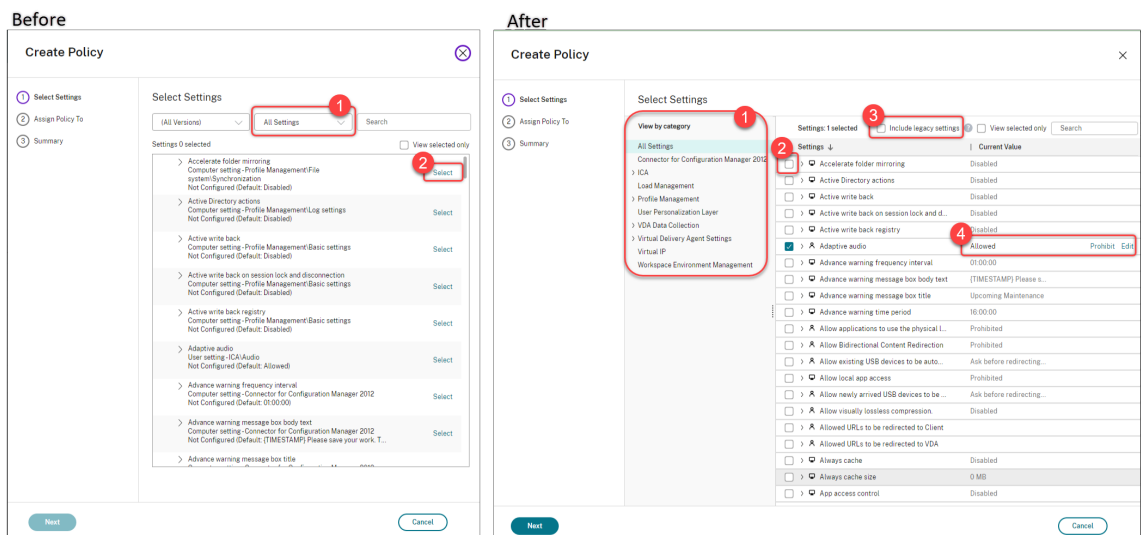 Before
Create Policy
1 Select Settings
2 Assign Policy To
3 Summary
Select Settings
1
(All Versions) All Settings Search
Settings 0 selected View selected only
2
Accelerate folder mirroring
Computer setting - Profile Management\File
system\Synchronization
Not Configured (Default: Disabled)
Select
Active Directory actions
Computer setting - Profile Management\Log settings
Not Configured (Default: Disabled)
Select
Active write back
Computer setting - Profile Management\Basic settings
Not Configured (Default: Disabled)
Select
Active write back on session lock and disconnection
Computer setting - Profile Management\Basic settings
Not Configured (Default: Disabled)
Select
Active write back registry
Computer setting - Profile Management\Basic settings
Not Configured (Default: Disabled)
Select
Adaptive audio
User setting - ICA\Audio
Not Configured (Default: Allowed)
Select
Advance warning frequency interval
Computer setting - Connector for Configuration Manager 2012
Not Configured (Default: 01:00:00)
Select
Advance warning message box body text
Computer setting - Connector for Configuration Manager 2012
Not Configured (Default: {TIMESTAMP} Please save your work. T...
Select
Advance warning message box title
Next Cancel
After
Create Policy
1 Select Settings
2 Assign Policy To
3 Summary
Select Settings
1
View by category
All Settings
Connector for Configuration Manager 2012
ICA
Load Management
Profile Management
User Personalization Layer
VDA Data Collection
Virtual Delivery Agent Settings
Virtual IP
Workspace Environment Management
3
Settings: 1 selected Include legacy settings View selected only Search
2
Settings ↓ Current Value
Accelerate folder mirroring Disabled
Active Directory actions Disabled
Active write back Disabled
Active write back on session lock and d... Disabled
Active write back registry Disabled
4
Adaptive audio Allowed Prohibit Edit
Advance warning frequency interval 01:00:00
Advance warning message box body text {TIMESTAMP} Please s...
Advance warning message box title Upcoming Maintenance
Advance warning time period 16:00:00
Allow applications to use the physical l... Prohibited
Allow Bidirectional Content Redirection Prohibited
Allow existing USB devices to be auto... Ask before redirecting...
Allow local app access Prohibited
Allow newly arrived USB devices to be ... Ask before redirecting...
Allow visually lossless compression. Disabled
Allowed URLs to be redirected to Client
Allowed URLs to be redirected to VDA
Always cache Disabled
Always cache size 0 MB
App access control Disabled
Next Cancel